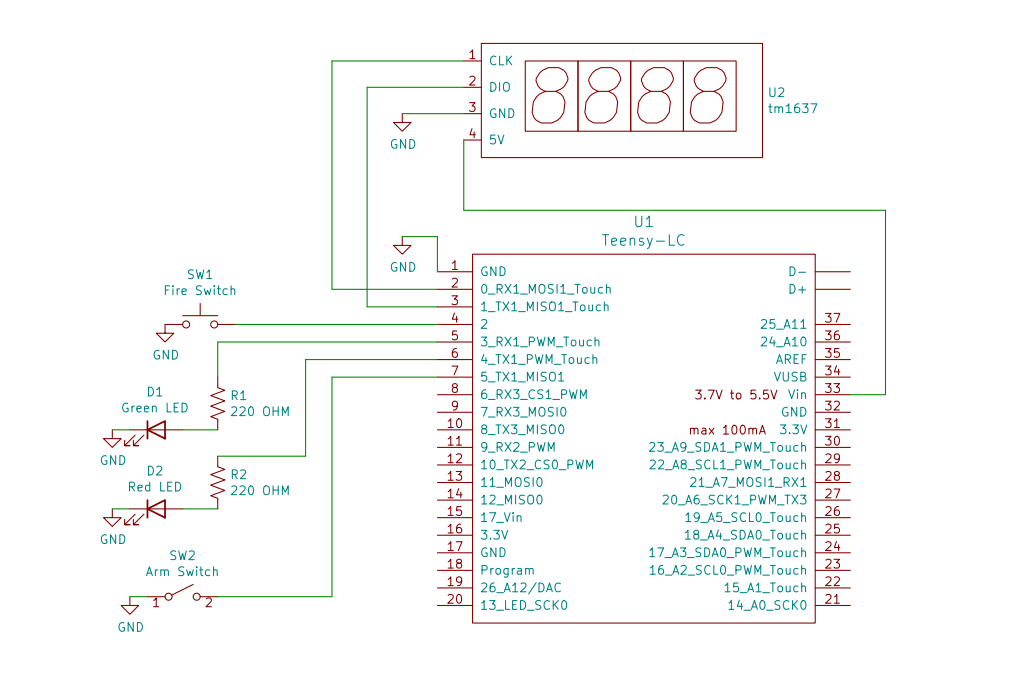 1 CLK
2 DIO
3 GND
4 5V
U2
tm1637
GND
GND
U1
Teensy-LC
1 GND
2 0_RX1_MOSI1_Touch
3 1_TX1_MISO1_Touch
4 2
5 3_RX1_PWM_Touch
6 4_TX1_PWM_Touch
7 5_TX1_MISO1
8 6_RX3_CS1_PWM
9 7_RX3_MOSI0
10 8_TX3_MISO0
11 9_RX2_PWM
12 10_TX2_CS0_PWM
13 11_MOSI0
14 12_MISO0
15 17_Vin
16 3.3V
17 GND
18 Program
19 26_A12/DAC
20 13_LED_SCK0
D-
D+
25_A11 37
24_A10 36
AREF 35
VUSB 34
3.7V to 5.5V Vin 33
GND 32
max 100mA 3.3V 31
23_A9_SDA1_PWM_Touch 30
22_A8_SCL1_PWM_Touch 29
21_A7_MOSI1_RX1 28
20_A6_SCK1_PWM_TX3 27
19_A5_SCL0_Touch 26
18_A4_SDA0_Touch 25
17_A3_SDA0_PWM_Touch 24
16_A2_SCL0_PWM_Touch 23
15_A1_Touch 22
14_A0_SCK0 21
SW1
Fire Switch
GND
D1
Green LED
GND
R1
220 OHM
D2
Red LED
GND
R2
220 OHM
SW2
Arm Switch
1 2
GND